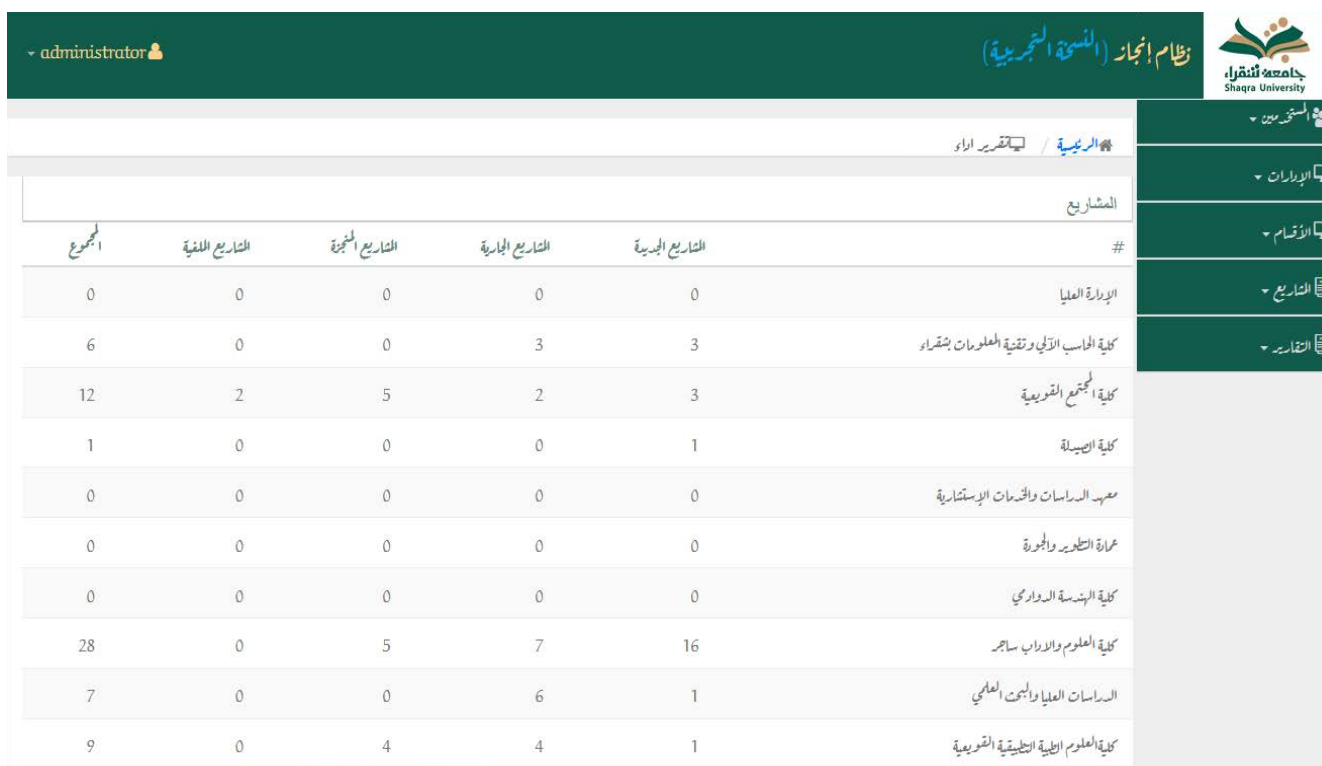 جامعة شقراء
Shaqra University
نظام إنجاز (النسخة التجريبية)
administrator
المستخدمين
الإدارات
الأقسام
المشاريع
التقارير
الرئيسية / تقرير اداء
المشاريع
# المشاريع الجديدة المشاريع الجارية المشاريع المنجزة المشاريع الملغية المجموع
الإدارة العليا 0 0 0 0 0
كلية الحاسب الآلي وتقنية المعلومات بشقراء 3 3 0 0 6
كلية المجتمع القويعية 3 2 5 2 12
كلية الصيدلة 1 0 0 0 1
معهد الدراسات والخدمات الإستشارية 0 0 0 0 0
عمادة التطوير والجودة 0 0 0 0 0
كلية الهندسة الدوادمي 0 0 0 0 0
كلية العلوم والاداب ساجر 16 7 5 0 28
الدراسات العليا والبحث العلمي 1 6 0 0 7
كليةالعلوم الطبية التطبيقية القويعية 1 4 4 0 9